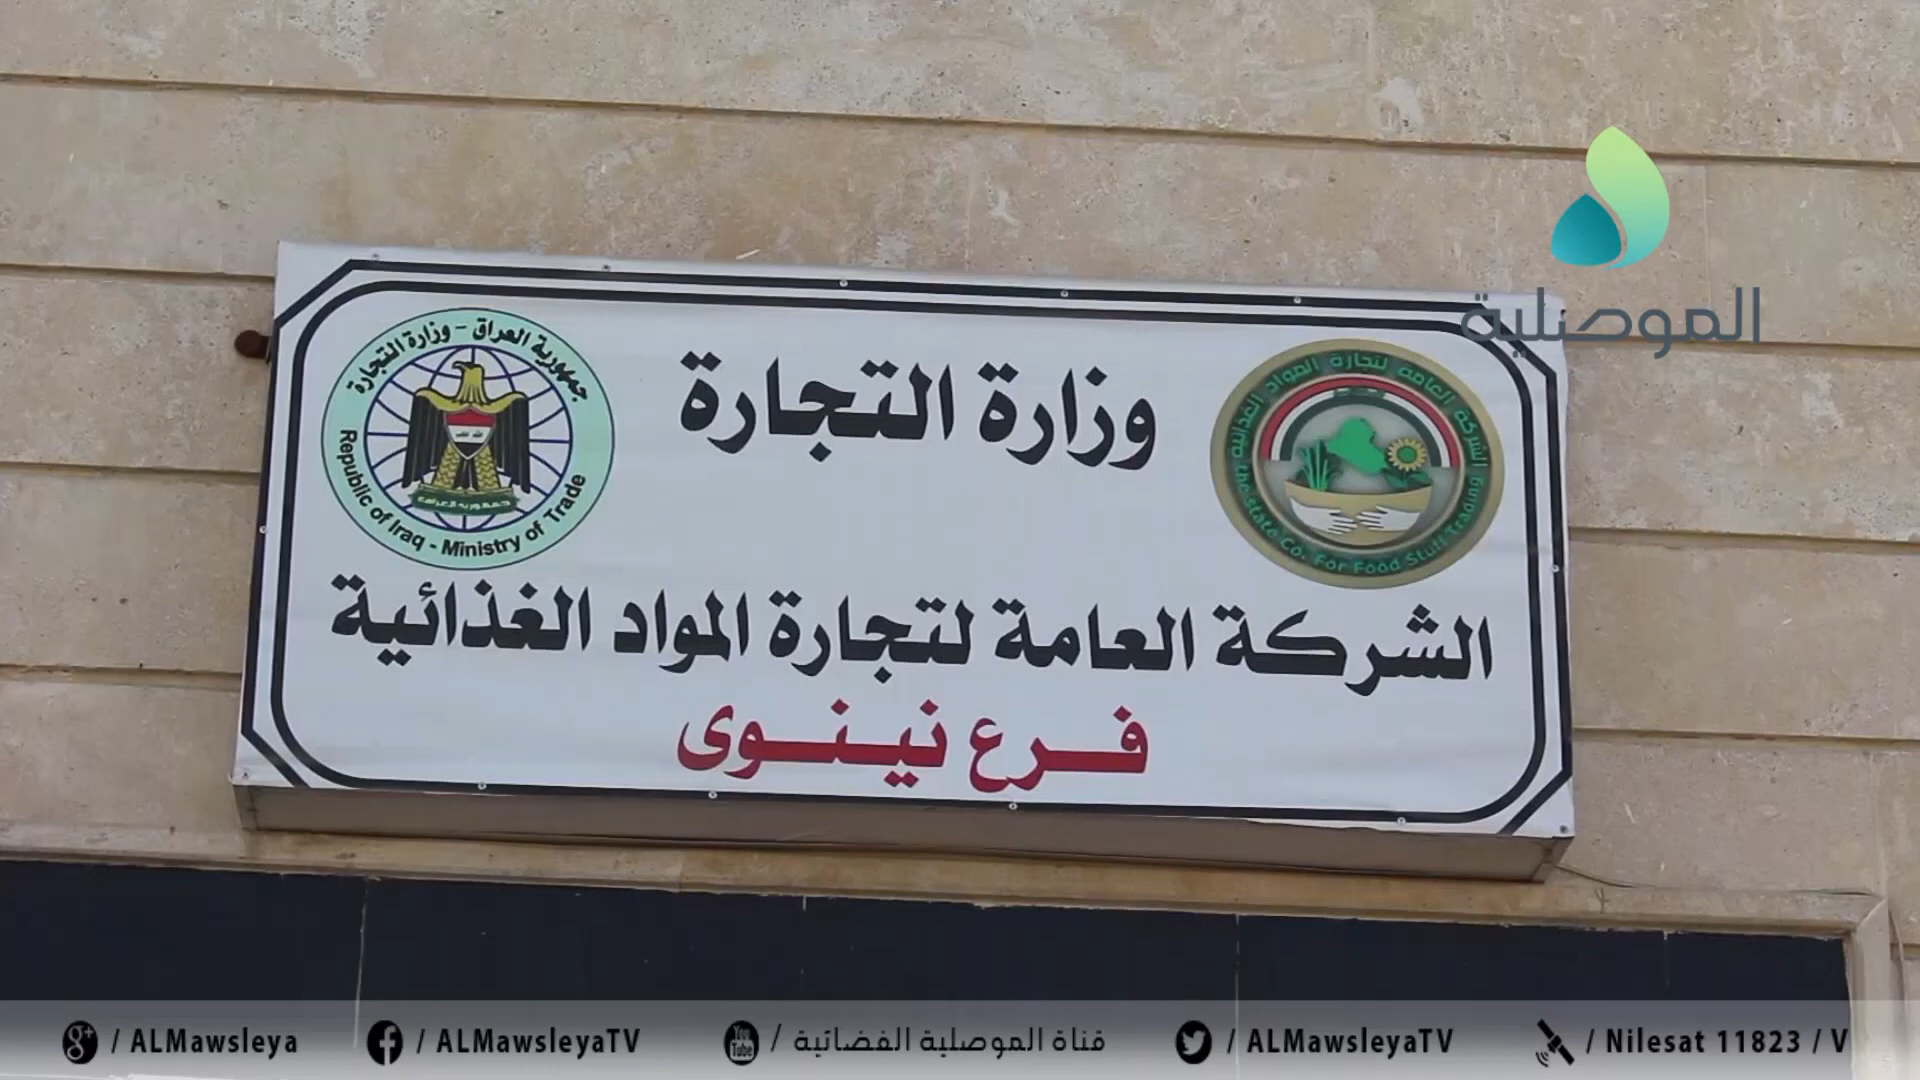 الموصلية
جمهورية العراق - وزارة التجارة
Republic of Iraq - Ministry of Trade
وزارة التجارة
الشركة العامة لتجارة المواد الغذائية
The State Co. For Food Stuff Trading
الشركة العامة لتجارة المواد الغذائية
فرع نينوى
/ ALMawsleya
/ ALMawsleyaTV
You Tube / قناة الموصلية الفضائية
/ ALMawsleyaTV
/ Nilesat 11823 / V